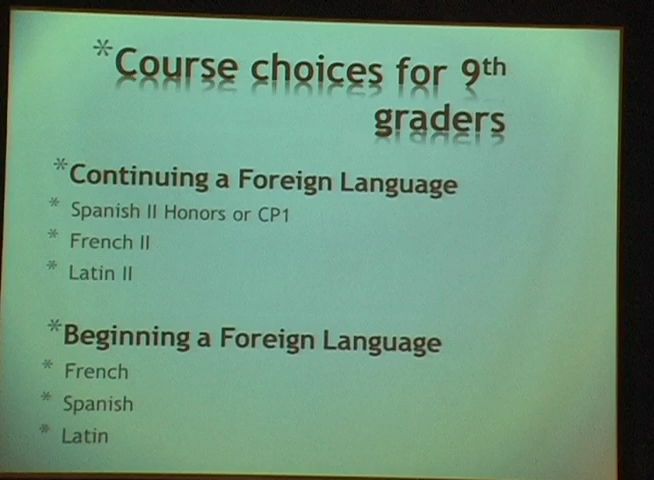 *Course choices for 9th
graders
*Continuing a Foreign Language
* Spanish II Honors or CP1
* French II
* Latin II
*Beginning a Foreign Language
* French
* Spanish
* Latin